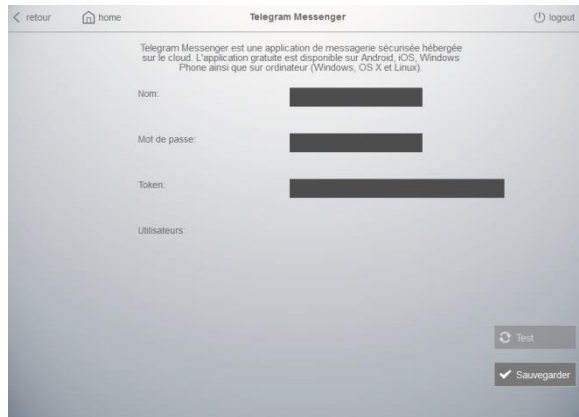 retour home Telegram Messenger logout
Telegram Messenger est une application de messagerie sécurisée hébergée
sur le cloud. L'application gratuite est disponible sur Android, iOS, Windows
Phone ainsi que sur ordinateur (Windows, OS X et Linux).
Nom:
Mot de passe:
Token:
Utilisateurs:
Test
Sauvegarder